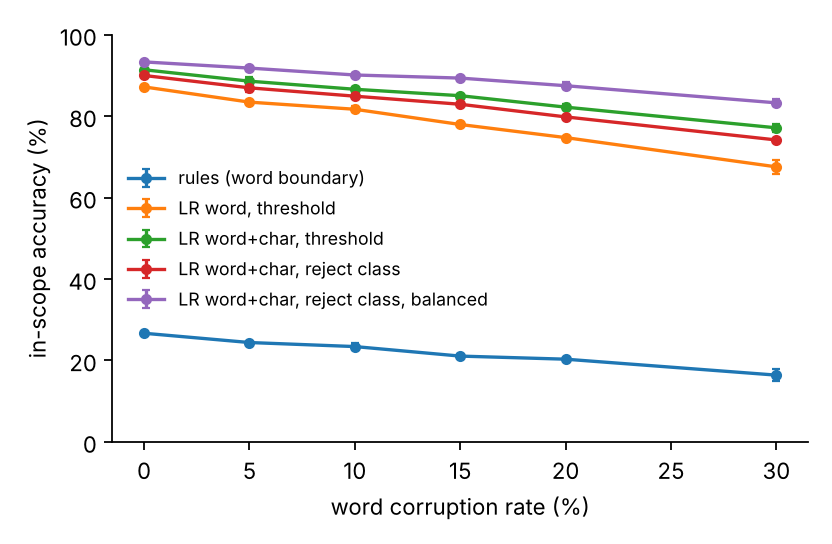 100
80
60
40
20
0
in-scope accuracy (%)
rules (word boundary)
LR word, threshold
LR word+char, threshold
LR word+char, reject class
LR word+char, reject class, balanced
0 5 10 15 20 25 30
word corruption rate (%)